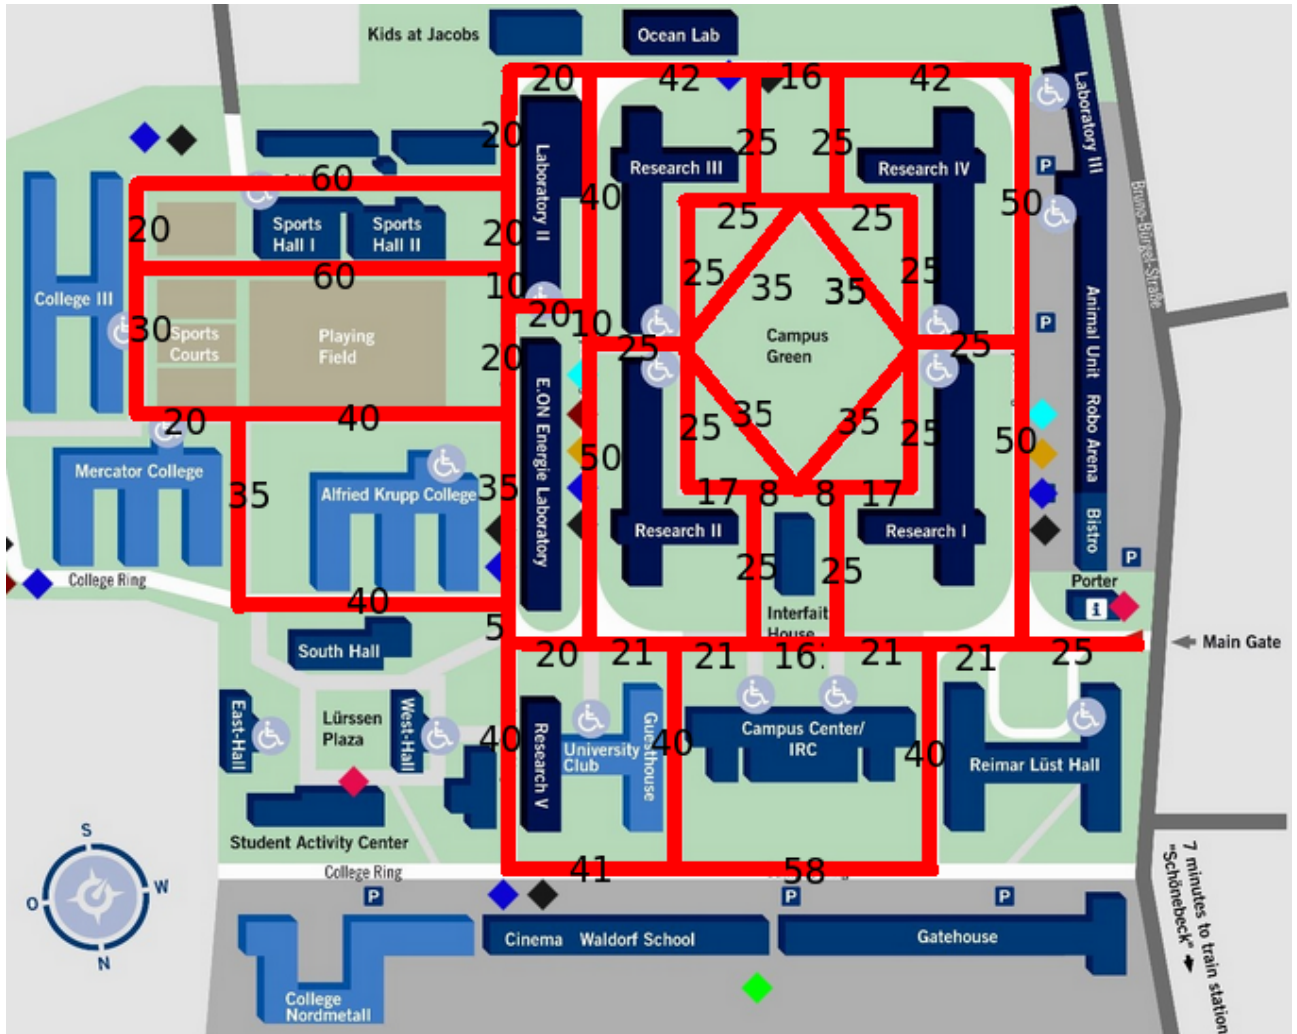 Kids at Jacobs
Ocean Lab
20
42
16
42
20
Laboratory II
40
25
25
Research III
Research IV
50
Laboratory III
P
Bruno-Bürgel-Straße
60
20
Sports
Hall I
Sports
Hall II
20
25
25
College III
60
10
20
10
25
35
35
25
Animal Unit
P
30
Sports
Courts
Playing
Field
20
25
Campus
Green
25
20
40
E.ON Energie Laboratory
50
25
35
35
25
50
Robo Arena
Mercator College
35
Alfried Krupp College
35
17
8
8
17
Research II
Research I
Bistro
P
College Ring
40
25
25
Interfait
House
Porter
i
5
South Hall
20
21
21
16
21
21
25
Main Gate
East-Hall
Lürssen
Plaza
West-Hall
40
Research V
University
Club
Guesthouse
40
Campus Center/
IRC
40
Reimar Lüst Hall
Student Activity Center
S
O
W
N
College Ring
41
58
P
P
P
7 minutes to train station
"Schönebeck"
Cinema
Waldorf School
Gatehouse
College
Nordmetall